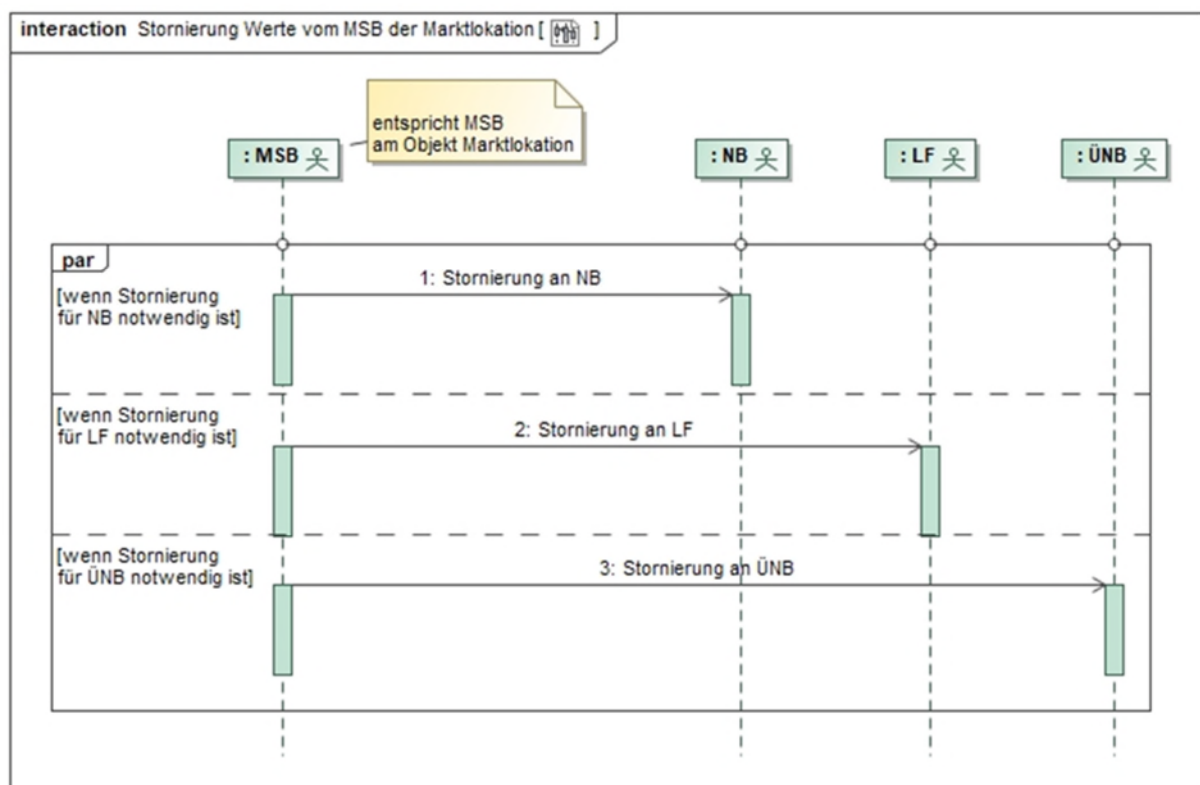 interaction Stornierung Werte vom MSB der Marktlokation [ ]
entspricht MSB
am Objekt Marktlokation
: MSB
: NB
: LF
: ÜNB
par
[wenn Stornierung
für NB notwendig ist]
1: Stornierung an NB
[wenn Stornierung
für LF notwendig ist]
2: Stornierung an LF
[wenn Stornierung
für ÜNB notwendig ist]
3: Stornierung an ÜNB